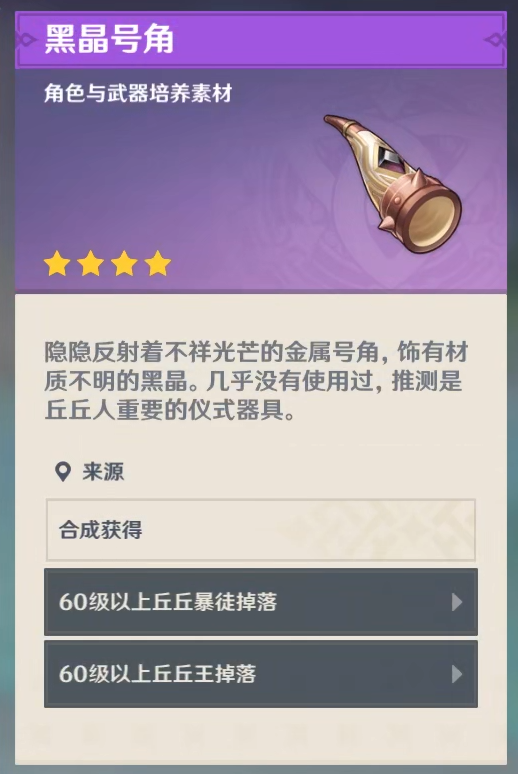 黑晶号角
角色与武器培养素材
隐隐反射着不祥光芒的金属号角，饰有材
质不明的黑晶。几乎没有使用过，推测是
丘丘人重要的仪式器具。
来源
合成获得
60级以上丘丘暴徒掉落
60级以上丘丘王掉落